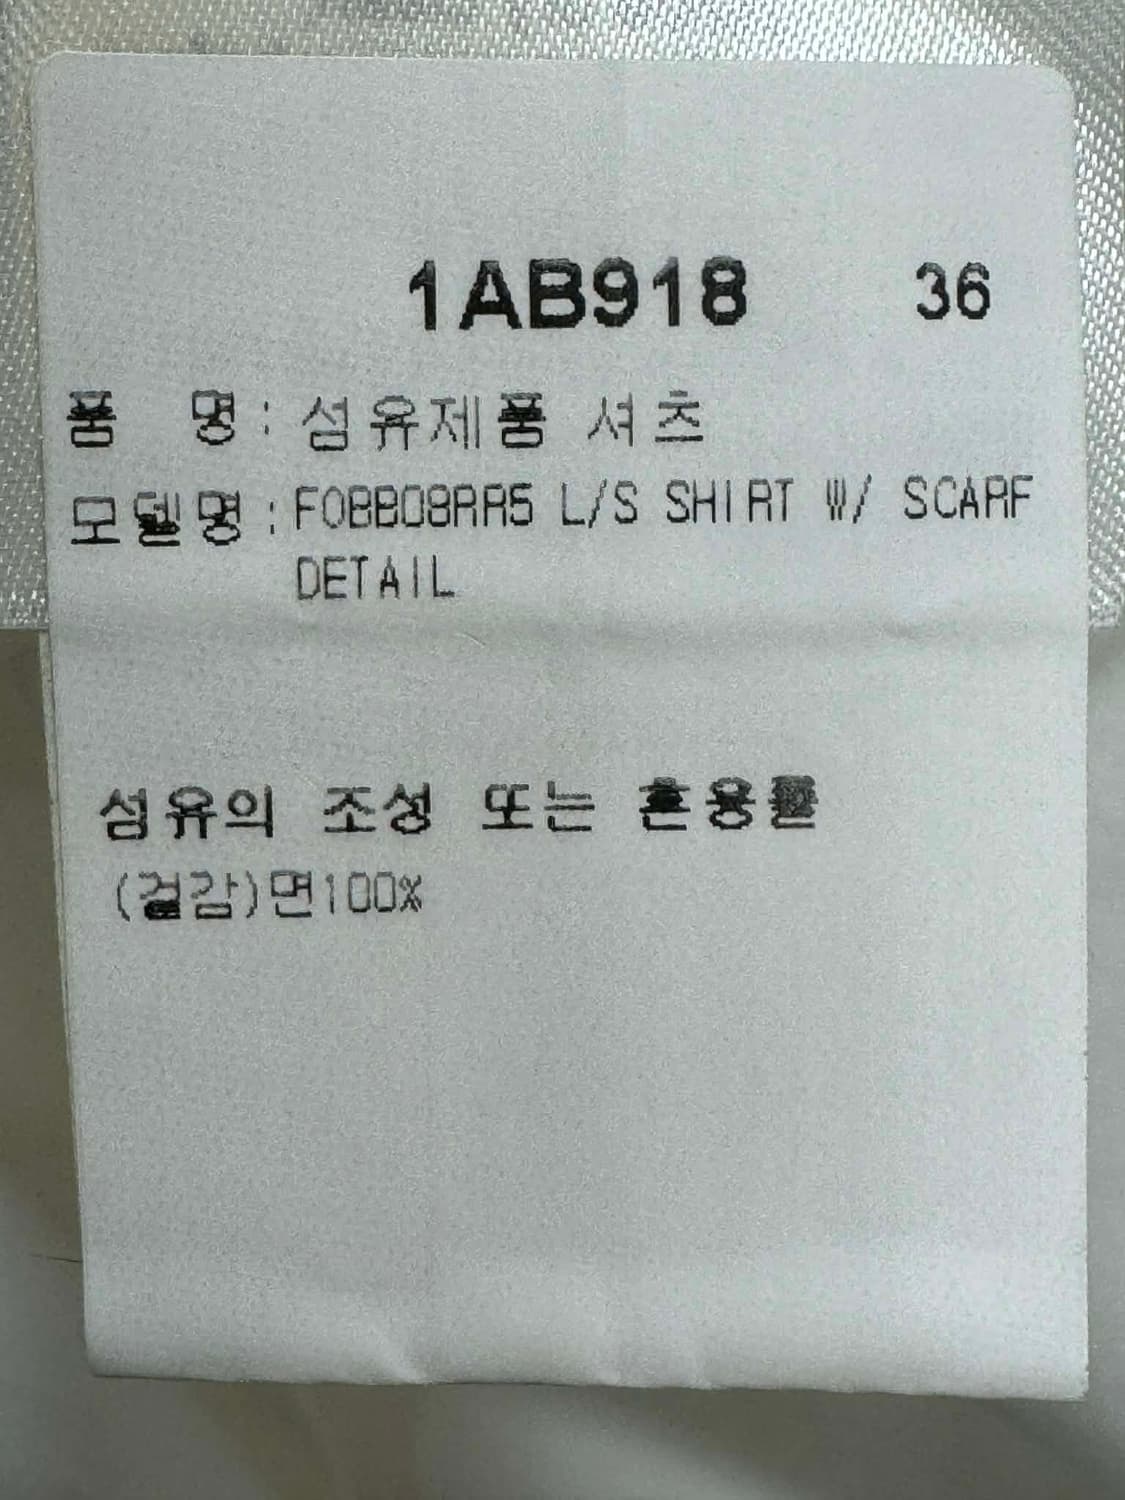 1AB918 36
품 명 : 섬유제품 셔츠
모델명 : F0BB08RR5 L/S SHIRT W/ SCARF
DETAIL
섬유의 조성 또는 혼용률
(겉감)면100%